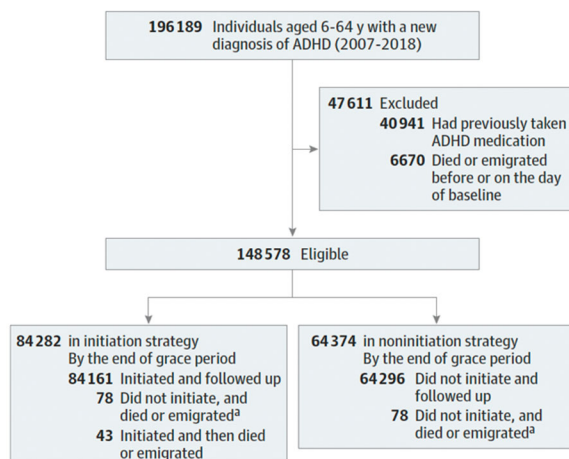 196 189 Individuals aged 6-64 y with a new
diagnosis of ADHD (2007-2018)
47 611 Excluded
40 941 Had previously taken
ADHD medication
6670 Died or emigrated
before or on the day
of baseline
148 578 Eligible
84 282 in initiation strategy
By the end of grace period
84 161 Initiated and followed up
78 Did not initiate, and
died or emigratedᵃ
43 Initiated and then died
or emigrated
64 374 in noninitiation strategy
By the end of grace period
64 296 Did not initiate and
followed up
78 Did not initiate, and
died or emigratedᵃ